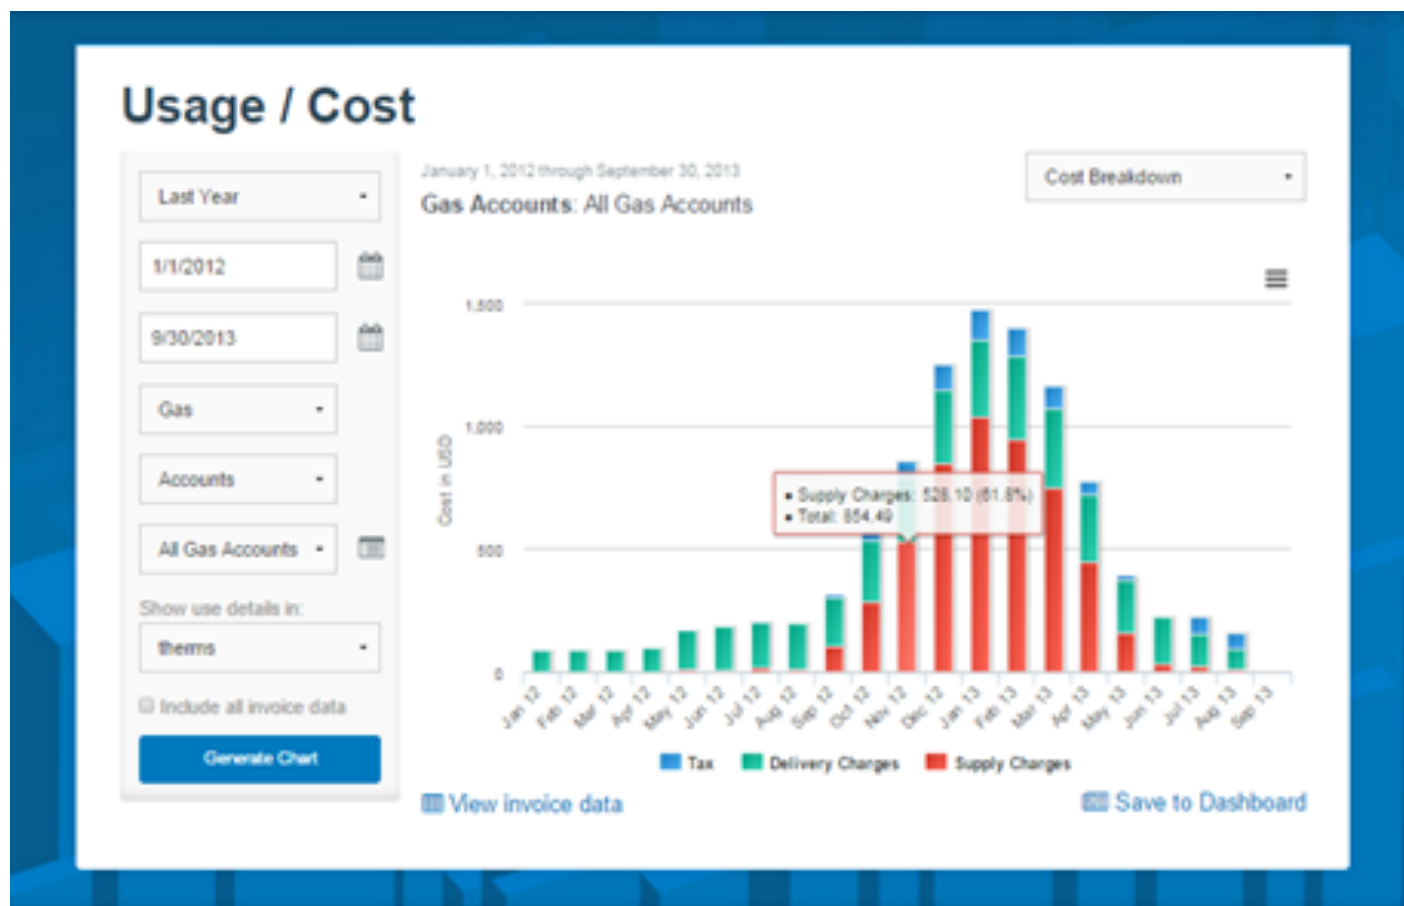 Usage / Cost
Last Year
1/1/2012
9/30/2013
Gas
Accounts
All Gas Accounts
Show use details in:
therms
Include all invoice data
Generate Chart
January 1, 2012 through September 30, 2013
Gas Accounts: All Gas Accounts
Cost Breakdown
Cost in USD
1,500
1,000
500
0
Supply Charges: 528.10 (61.8%)
Total: 854.49
Jan 12 Feb 12 Mar 12 Apr 12 May 12 Jun 12 Jul 12 Aug 12 Sep 12 Oct 12 Nov 12 Dec 12 Jan 13 Feb 13 Mar 13 Apr 13 May 13 Jun 13 Jul 13 Aug 13 Sep 13
Tax Delivery Charges Supply Charges
View invoice data
Save to Dashboard